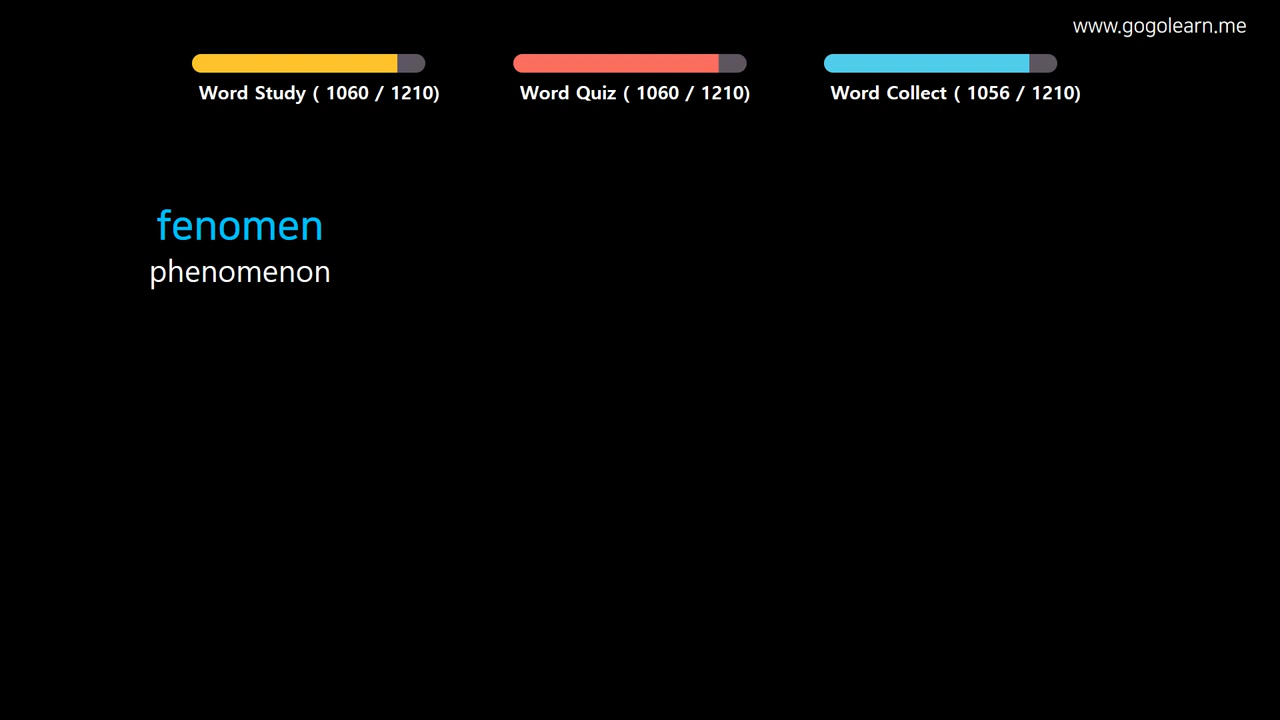 www.gogolearn.me
Word Study ( 1060 / 1210)
Word Quiz ( 1060 / 1210)
Word Collect ( 1056 / 1210)
fenomen
phenomenon